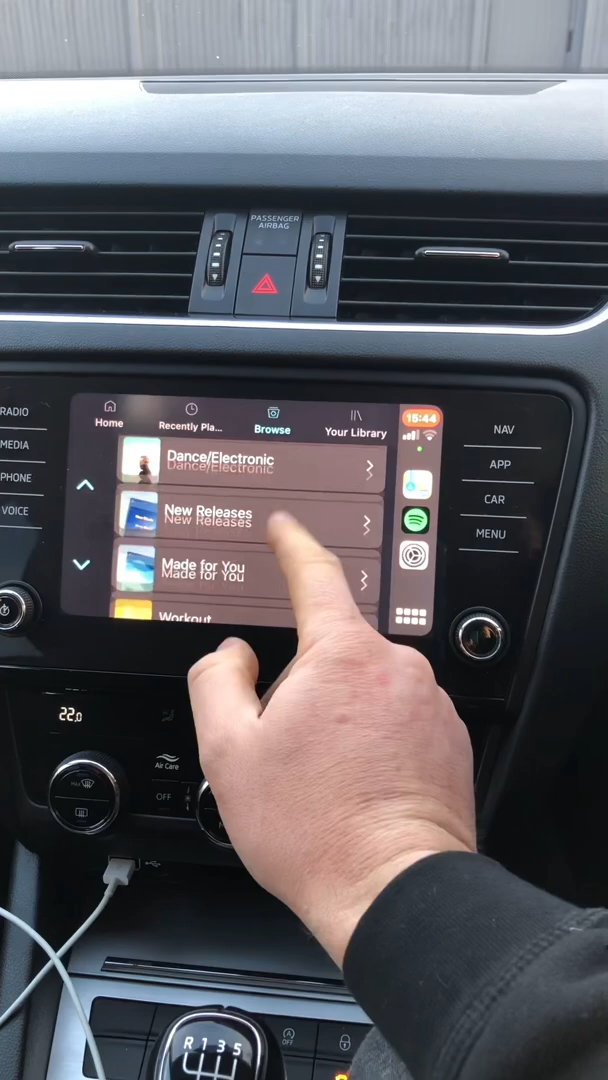 PASSENGER
AIRBAG
RADIO
MEDIA
PHONE
VOICE
Home
Recently Pla...
Browse
Your Library
15:44
Dance/Electronic
Dance/Electronic
New Releases
New Releases
Made for You
Made for You
Workout
NAV
APP
CAR
MENU
22.0
MAX
Air Care
OFF
OFF
R 1 3 5